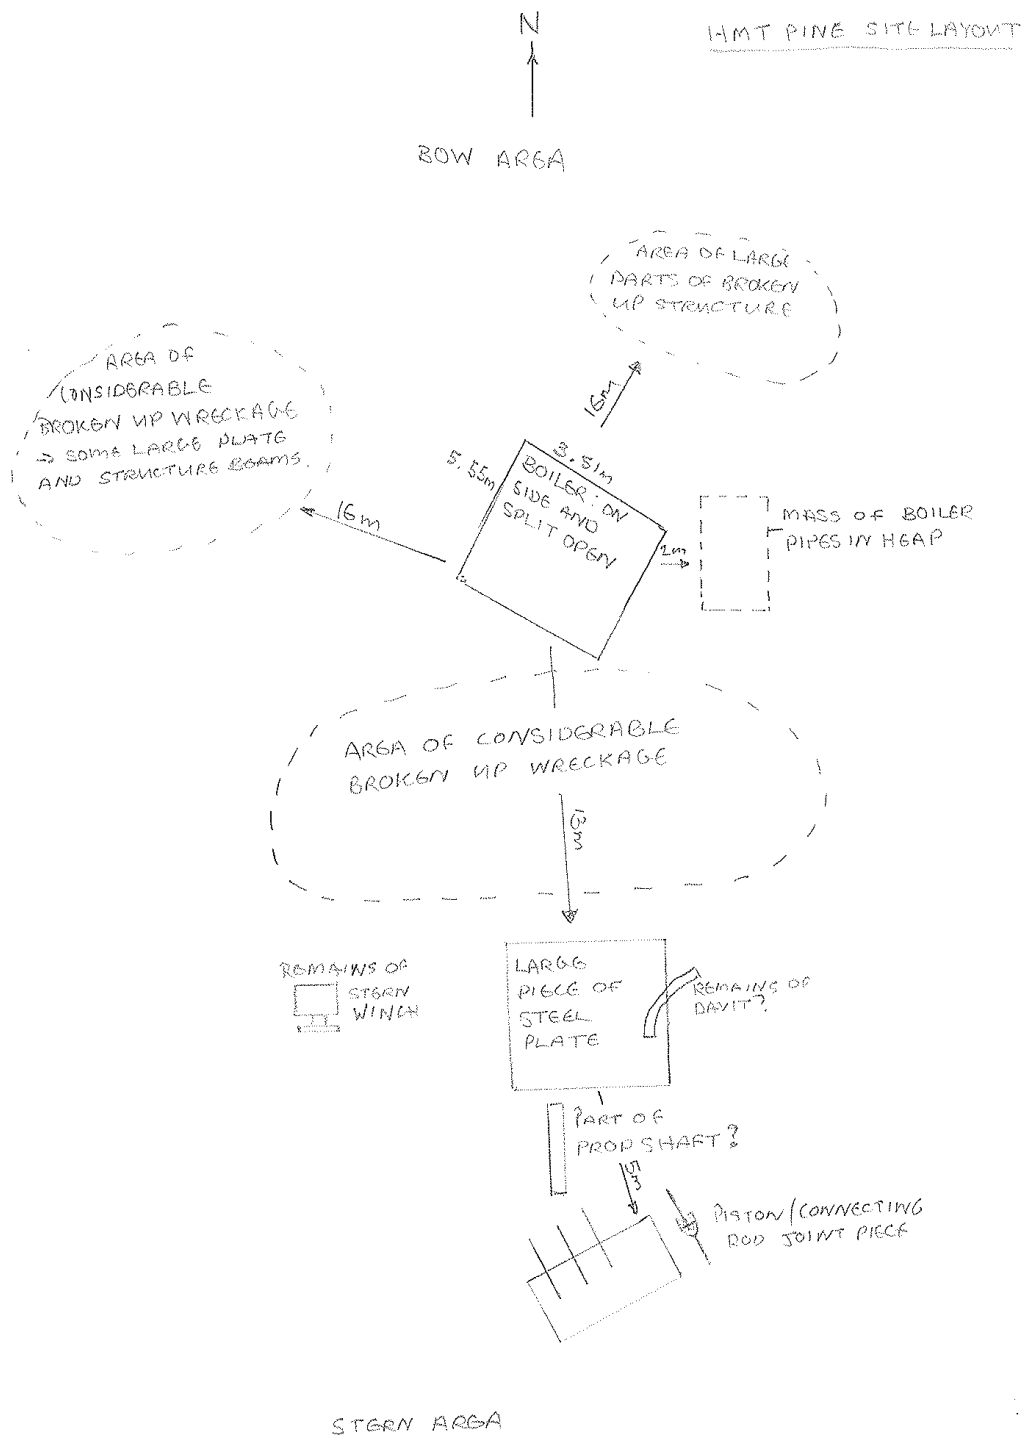 N
HMT PINE SITE LAYOUT
BOW AREA
AREA OF LARGE
PARTS OF BROKEN
UP STRUCTURE
16m
AREA OF
CONSIDERABLE
BROKEN UP WRECKAGE
→ SOME LARGE PLATE
AND STRUCTURE BEAMS.
16m
5.55m
3.51m
BOILER: ON
SIDE AND
SPLIT OPEN
2m
MASS OF BOILER
PIPES IN HEAP
AREA OF CONSIDERABLE
BROKEN UP WRECKAGE
13m
REMAINS OF
STERN
WINCH
LARGE
PIECE OF
STEEL
PLATE
REMAINS OF
DAVIT?
PART OF
PROP SHAFT?
5m
PISTON/CONNECTING
ROD JOINT PIECE
STERN AREA